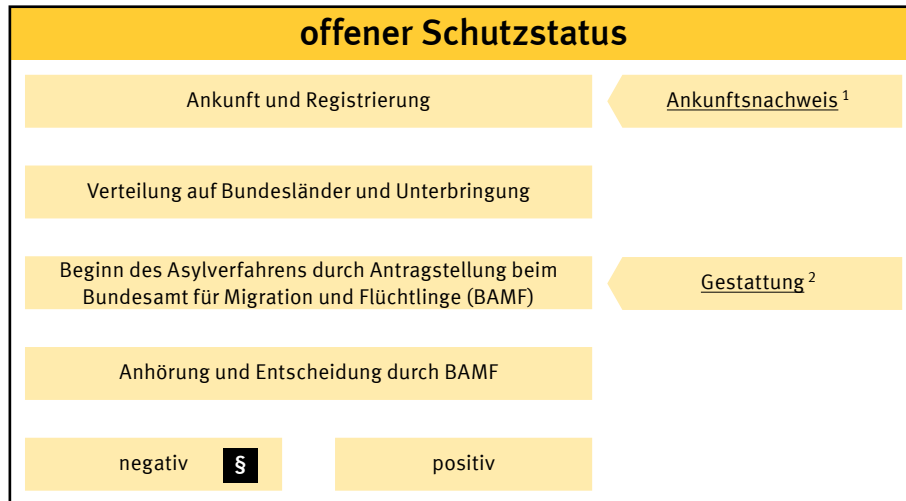 offener Schutzstatus
Ankunft und Registrierung
Ankunftsnachweis 1
Verteilung auf Bundesländer und Unterbringung
Beginn des Asylverfahrens durch Antragstellung beim
Bundesamt für Migration und Flüchtlinge (BAMF)
Gestattung 2
Anhörung und Entscheidung durch BAMF
negativ §
positiv